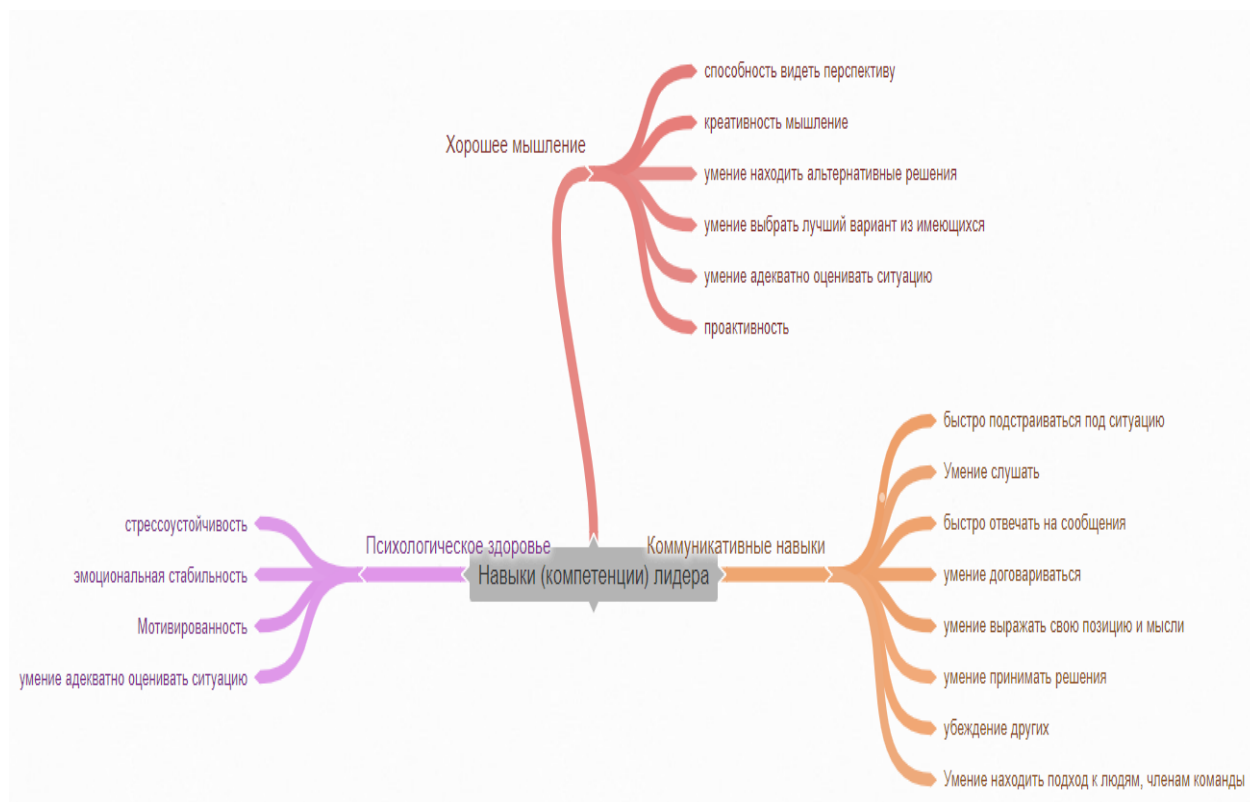 способность видеть перспективу
креативность мышление
Хорошее мышление
умение находить альтернативные решения
умение выбрать лучший вариант из имеющихся
умение адекватно оценивать ситуацию
проактивность
быстро подстраиваться под ситуацию
Умение слушать
быстро отвечать на сообщения
умение договариваться
умение выражать свою позицию и мысли
умение принимать решения
убеждение других
Умение находить подход к людям, членам команды
Коммуникативные навыки
Навыки (компетенции) лидера
Психологическое здоровье
стрессоустойчивость
эмоциональная стабильность
Мотивированность
умение адекватно оценивать ситуацию